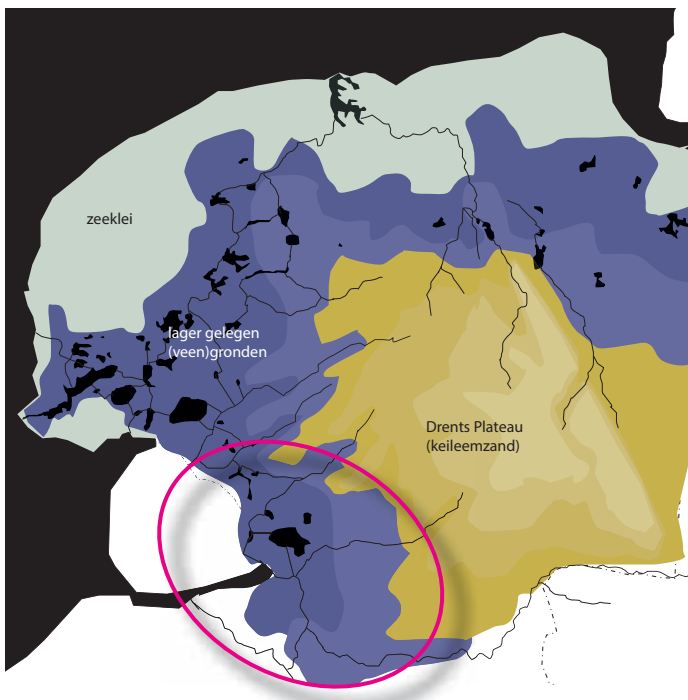 zeeklei
lager gelegen
(veen)gronden
Drents Plateau
(keileemzand)